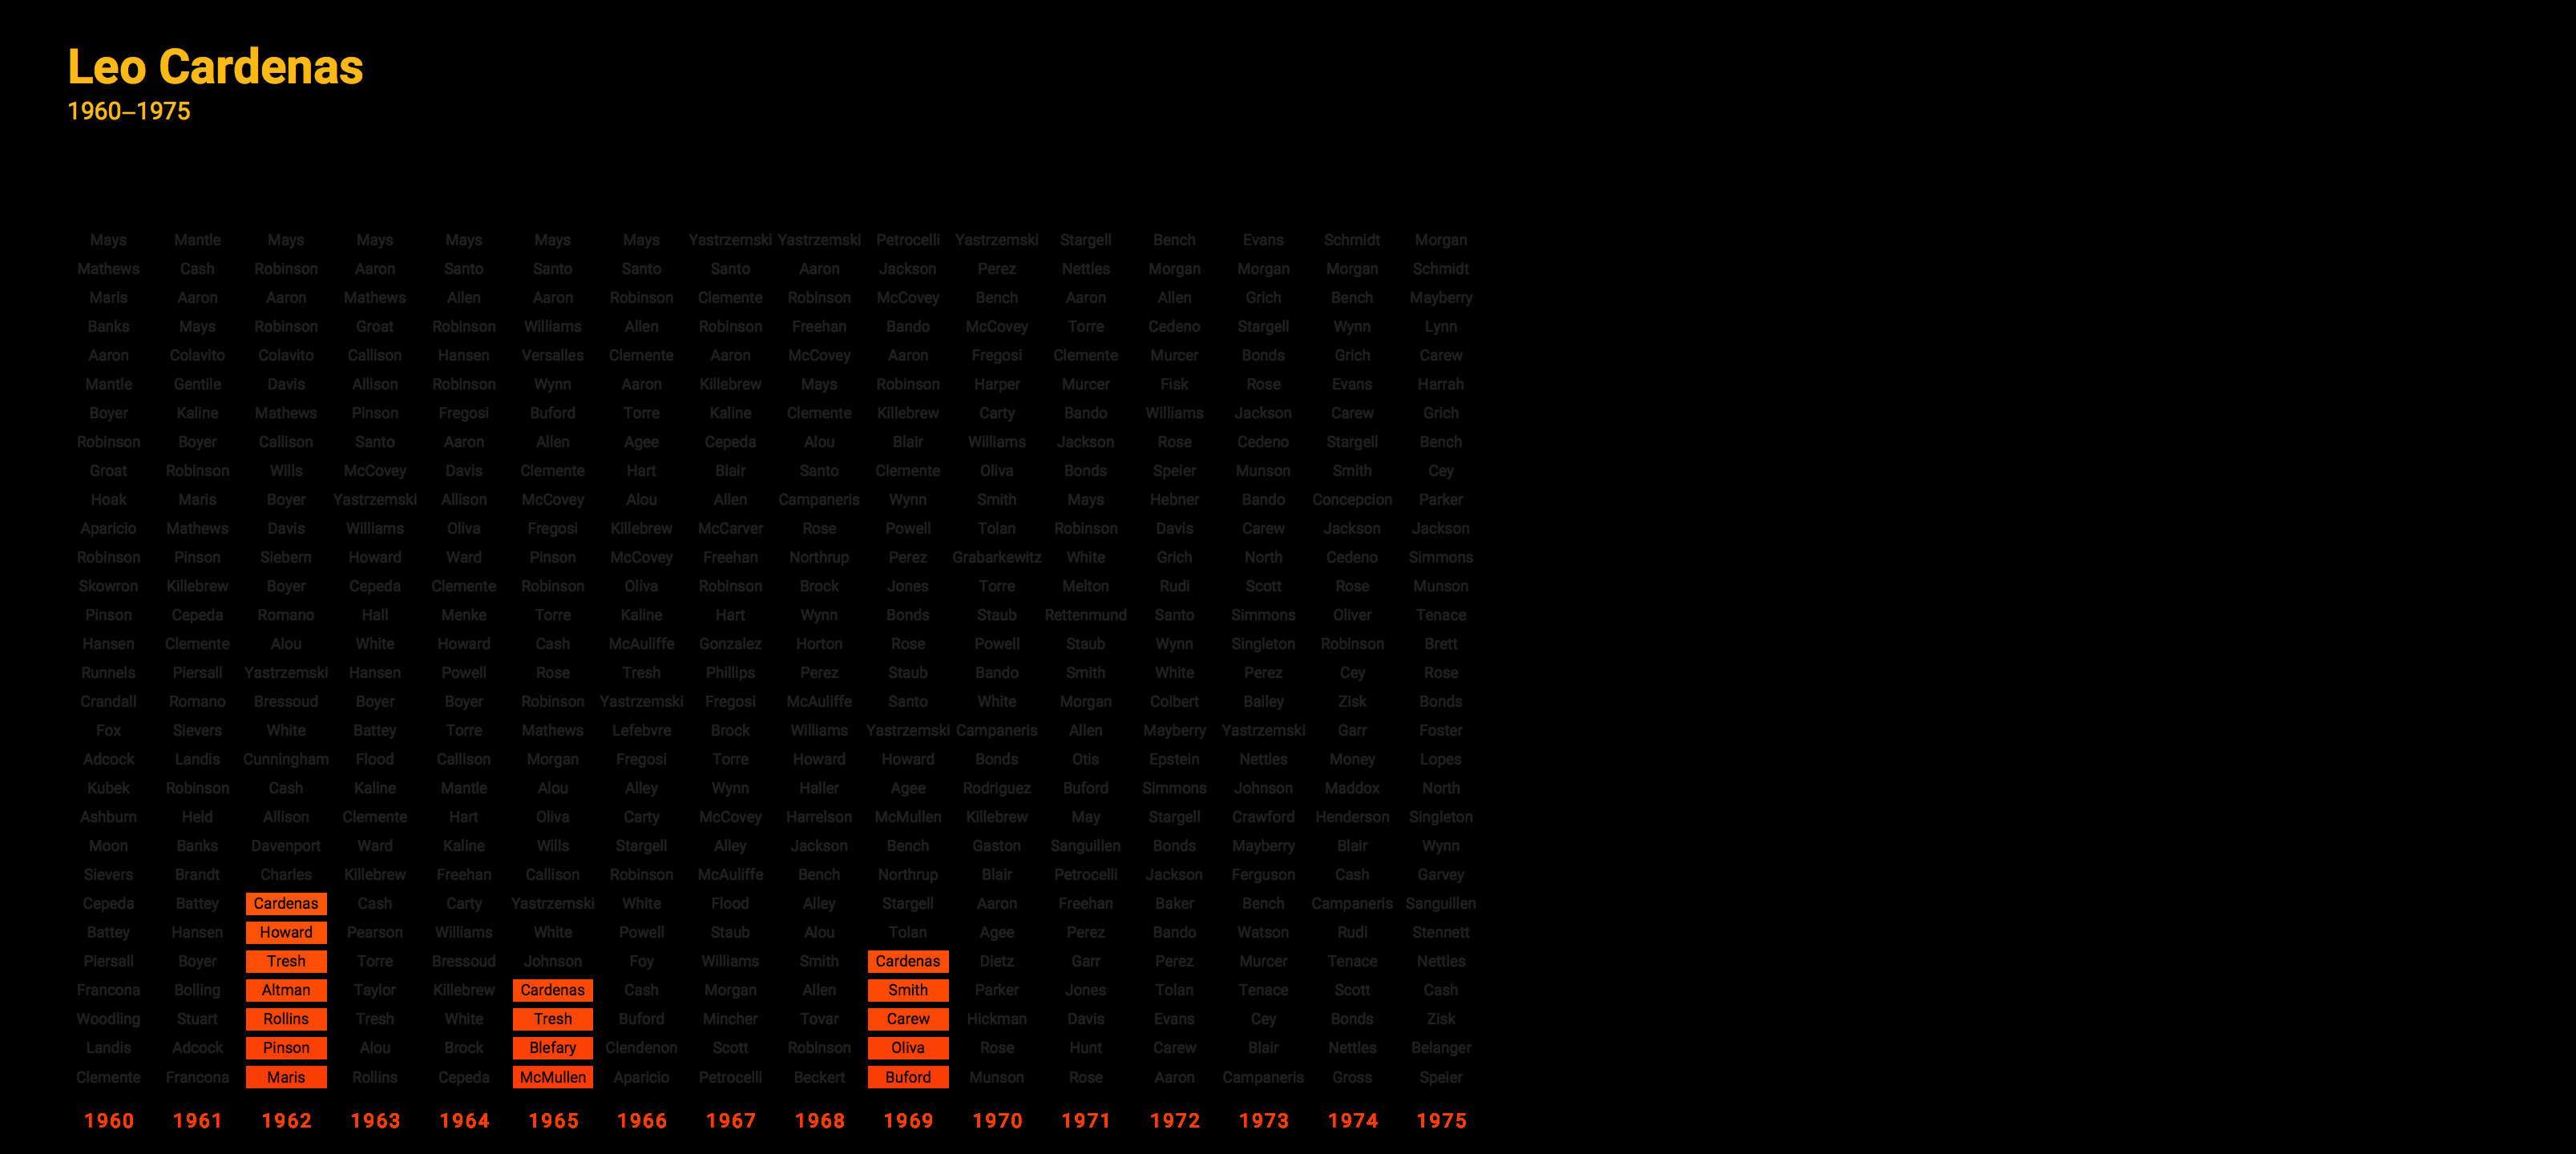 Leo Cardenas
1960–1975
Mays Mantle Mays Mays Mays Mays Mays Yastrzemski Yastrzemski Petrocelli Yastrzemski Stargell Bench Evans Schmidt Morgan
Mathews Cash Robinson Aaron Santo Santo Santo Santo Aaron Jackson Perez Nettles Morgan Morgan Morgan Schmidt
Maris Aaron Aaron Mathews Allen Aaron Robinson Clemente Robinson McCovey Bench Aaron Allen Grich Bench Mayberry
Banks Mays Robinson Groat Robinson Williams Allen Robinson Freehan Bando McCovey Torre Cedeno Stargell Wynn Lynn
Aaron Colavito Colavito Callison Hansen Versalles Clemente Aaron McCovey Aaron Fregosi Clemente Murcer Bonds Grich Carew
Mantle Gentile Davis Allison Robinson Wynn Aaron Killebrew Mays Robinson Harper Murcer Fisk Rose Evans Harrah
Boyer Kaline Mathews Pinson Fregosi Buford Torre Kaline Clemente Killebrew Carty Bando Williams Jackson Carew Grich
Robinson Boyer Callison Santo Aaron Allen Agee Cepeda Alou Blair Williams Jackson Rose Cedeno Stargell Bench
Groat Robinson Wills McCovey Davis Clemente Hart Blair Santo Clemente Oliva Bonds Speier Munson Smith Cey
Hoak Maris Boyer Yastrzemski Allison McCovey Alou Allen Campaneris Wynn Smith Mays Hebner Bando Concepcion Parker
Aparicio Mathews Davis Williams Oliva Fregosi Killebrew McCarver Rose Powell Tolan Robinson Davis Carew Jackson Jackson
Robinson Pinson Siebern Howard Ward Pinson McCovey Freehan Northrup Perez Grabarkewitz White Grich North Cedeno Simmons
Skowron Killebrew Boyer Cepeda Clemente Robinson Oliva Robinson Brock Jones Torre Melton Rudi Scott Rose Munson
Pinson Cepeda Romano Hall Menke Torre Kaline Hart Wynn Bonds Staub Rettenmund Santo Simmons Oliver Tenace
Hansen Clemente Alou White Howard Cash McAuliffe Gonzalez Horton Rose Powell Staub Wynn Singleton Robinson Brett
Runnels Piersall Yastrzemski Hansen Powell Rose Tresh Phillips Perez Staub Bando Smith White Perez Cey Rose
Crandall Romano Bressoud Boyer Boyer Robinson Yastrzemski Fregosi McAuliffe Santo White Morgan Colbert Bailey Zisk Bonds
Fox Sievers White Battey Torre Mathews Lefebvre Brock Williams Yastrzemski Campaneris Allen Mayberry Yastrzemski Garr Foster
Adcock Landis Cunningham Flood Callison Morgan Fregosi Torre Howard Howard Bonds Otis Epstein Nettles Money Lopes
Kubek Robinson Cash Kaline Mantle Alou Alley Wynn Haller Agee Rodriguez Buford Simmons Johnson Maddox North
Ashburn Held Allison Clemente Hart Oliva Carty McCovey Harrelson McMullen Killebrew May Stargell Crawford Henderson Singleton
Moon Banks Davenport Ward Kaline Wills Stargell Alley Jackson Bench Gaston Sanguillen Bonds Mayberry Blair Wynn
Sievers Brandt Charles Killebrew Freehan Callison Robinson McAuliffe Bench Northrup Blair Petrocelli Jackson Ferguson Cash Garvey
Cepeda Battey Cardenas Cash Carty Yastrzemski White Flood Alley Stargell Aaron Freehan Baker Bench Campaneris Sanguillen
Battey Hansen Howard Pearson Williams White Powell Staub Alou Tolan Agee Perez Bando Watson Rudi Stennett
Piersall Boyer Tresh Torre Bressoud Johnson Foy Williams Smith Cardenas Dietz Garr Perez Murcer Tenace Nettles
Francona Bolling Altman Taylor Killebrew Cardenas Cash Morgan Allen Smith Parker Jones Tolan Tenace Scott Cash
Woodling Stuart Rollins Tresh White Tresh Buford Mincher Tovar Carew Hickman Davis Evans Cey Bonds Zisk
Landis Adcock Pinson Alou Brock Blefary Clendenon Scott Robinson Oliva Rose Hunt Carew Blair Nettles Belanger
Clemente Francona Maris Rollins Cepeda McMullen Aparicio Petrocelli Beckert Buford Munson Rose Aaron Campaneris Gross Speier
1960 1961 1962 1963 1964 1965 1966 1967 1968 1969 1970 1971 1972 1973 1974 1975